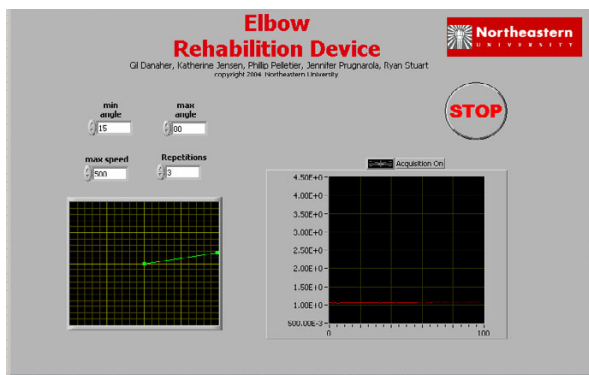 Elbow
Rehabilition Device
Gil Danaher, Katherine Jensen, Philip Pelletier, Jennifer Prugnarola, Ryan Stuart
copyright 2004 Northeastern University
Northeastern
UNIVERSITY
min
angle
15
max
angle
00
STOP
max speed
500
Repetitions
3
Acquisition On
4.50E+0
4.00E+0
3.50E+0
3.00E+0
2.50E+0
2.00E+0
1.50E+0
1.00E+0
500.00E-3
0
100